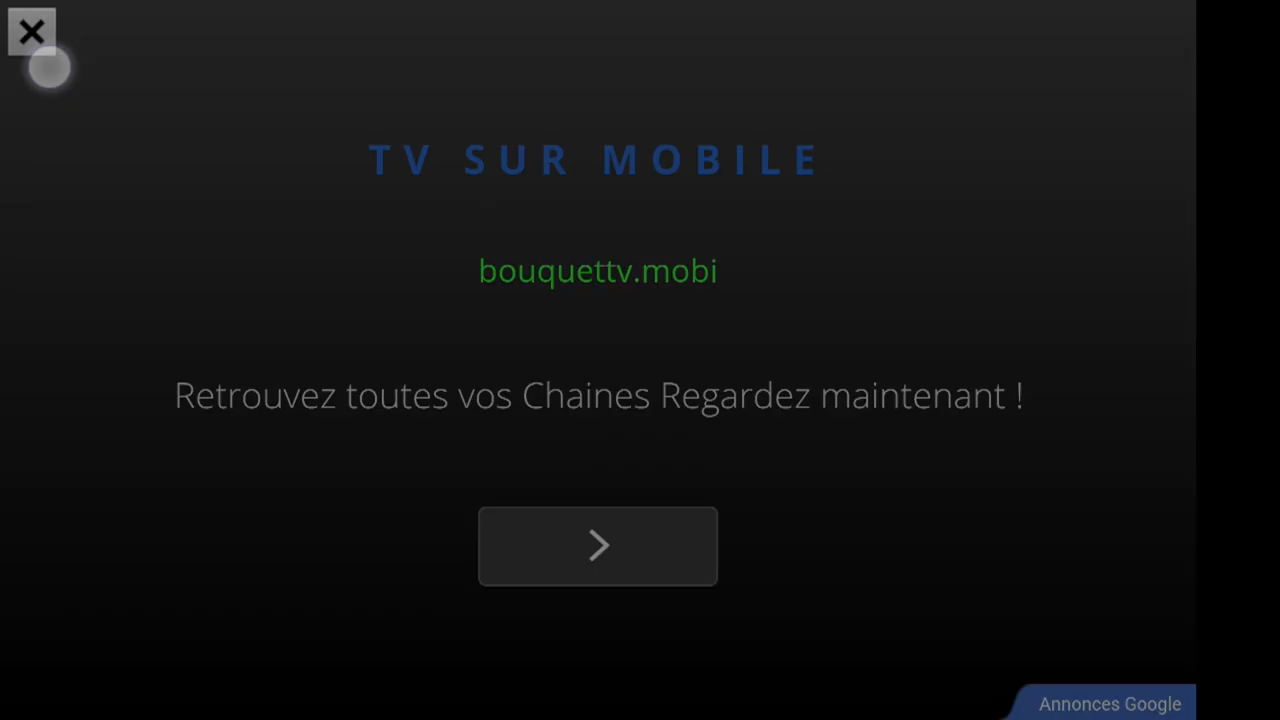 TV SUR MOBILE
bouquettv.mobi
Retrouvez toutes vos Chaines Regardez maintenant !
Annonces Google